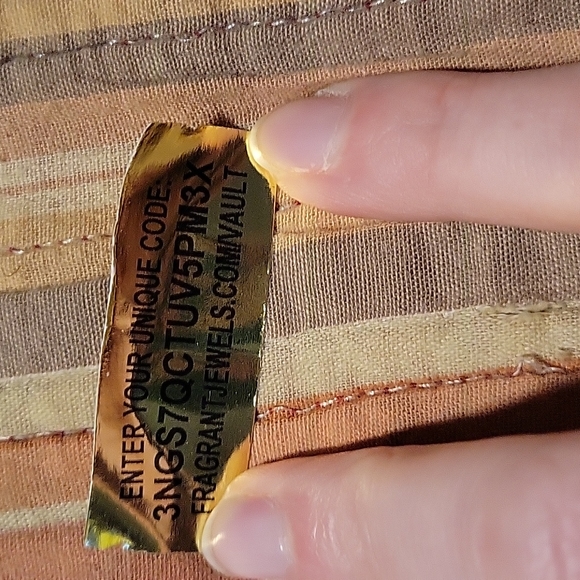 ENTER YOUR UNIQUE CODE:
3NGS7QCTUV5PM3X
FRAGRANTJEWELS.COM/VAULT